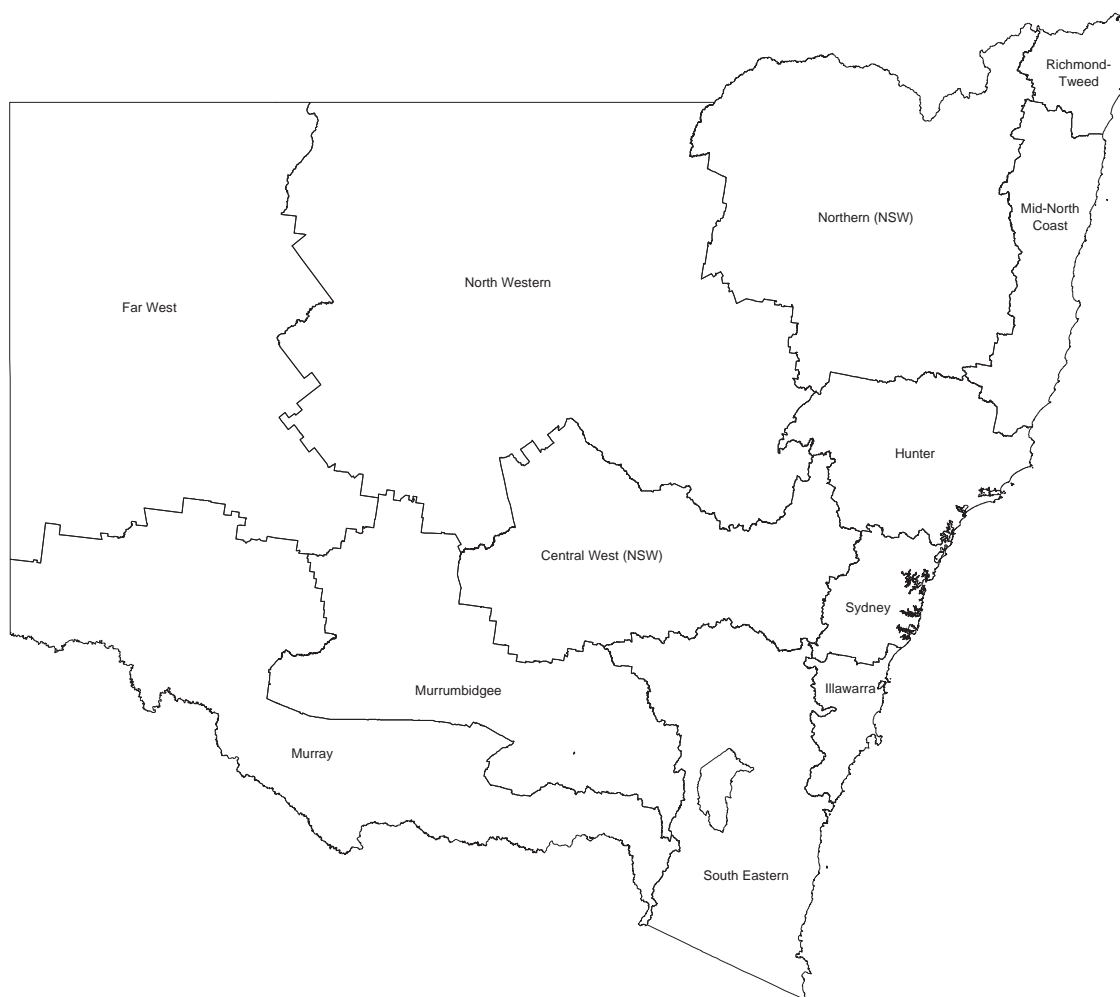 Richmond-
Tweed
Mid-North
Coast
Northern (NSW)
North Western
Far West
Hunter
Central West (NSW)
Sydney
Illawarra
Murrumbidgee
Murray
South Eastern